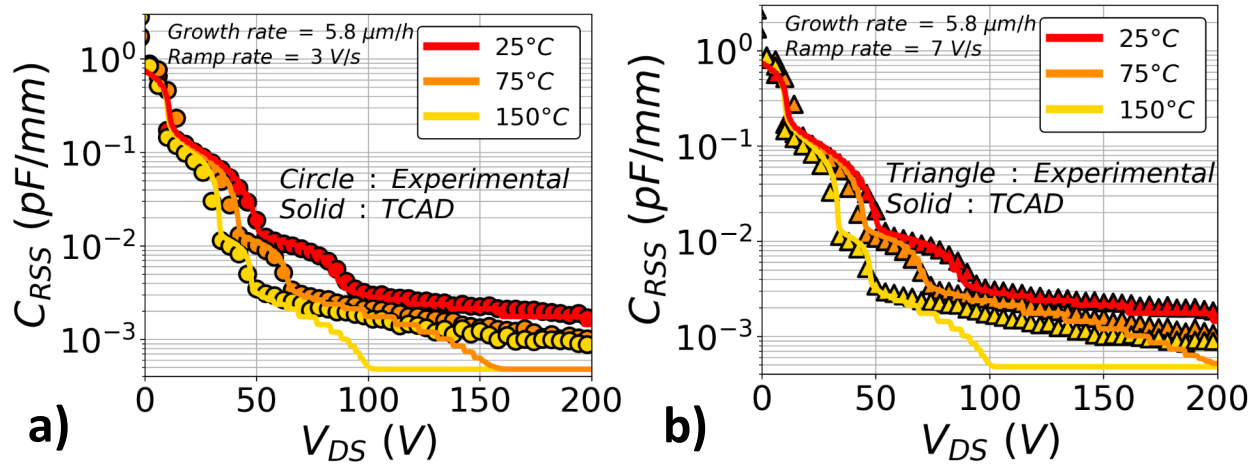 Growth rate = 5.8 μm/h
Ramp rate = 3 V/s
25°C
75°C
150°C
Circle : Experimental
Solid : TCAD
C_RSS (pF/mm)
10^0
10^-1
10^-2
10^-3
0 50 100 150 200
V_DS (V)
a)
Growth rate = 5.8 μm/h
Ramp rate = 7 V/s
25°C
75°C
150°C
Triangle : Experimental
Solid : TCAD
C_RSS (pF/mm)
10^0
10^-1
10^-2
10^-3
0 50 100 150 200
V_DS (V)
b)